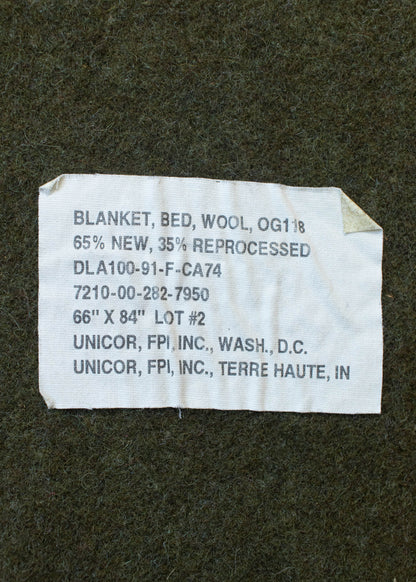 BLANKET, BED, WOOL, OG118
65% NEW, 35% REPROCESSED
DLA100-91-F-CA74
7210-00-282-7950
66" X 84" LOT #2
UNICOR, FPI, INC., WASH., D.C.
UNICOR, FPI, INC., TERRE HAUTE, IN